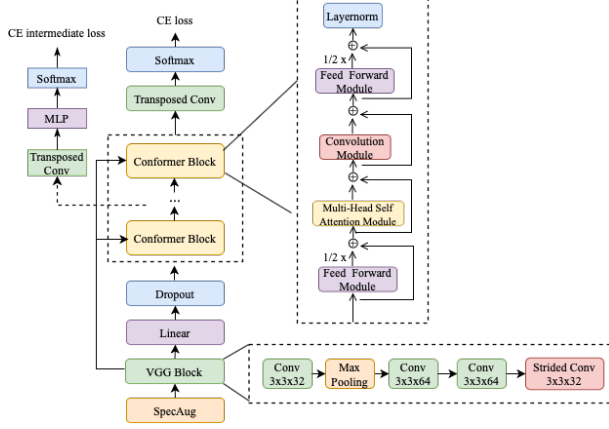 CE intermediate loss
Softmax
MLP
Transposed
Conv
CE loss
Softmax
Transposed Conv
Conformer Block
...
Conformer Block
Dropout
Linear
VGG Block
SpecAug
Layernorm
1/2 x
Feed Forward
Module
Convolution
Module
Multi-Head Self
Attention Module
1/2 x
Feed Forward
Module
Conv
3x3x32
Max
Pooling
Conv
3x3x64
Conv
3x3x64
Strided Conv
3x3x32